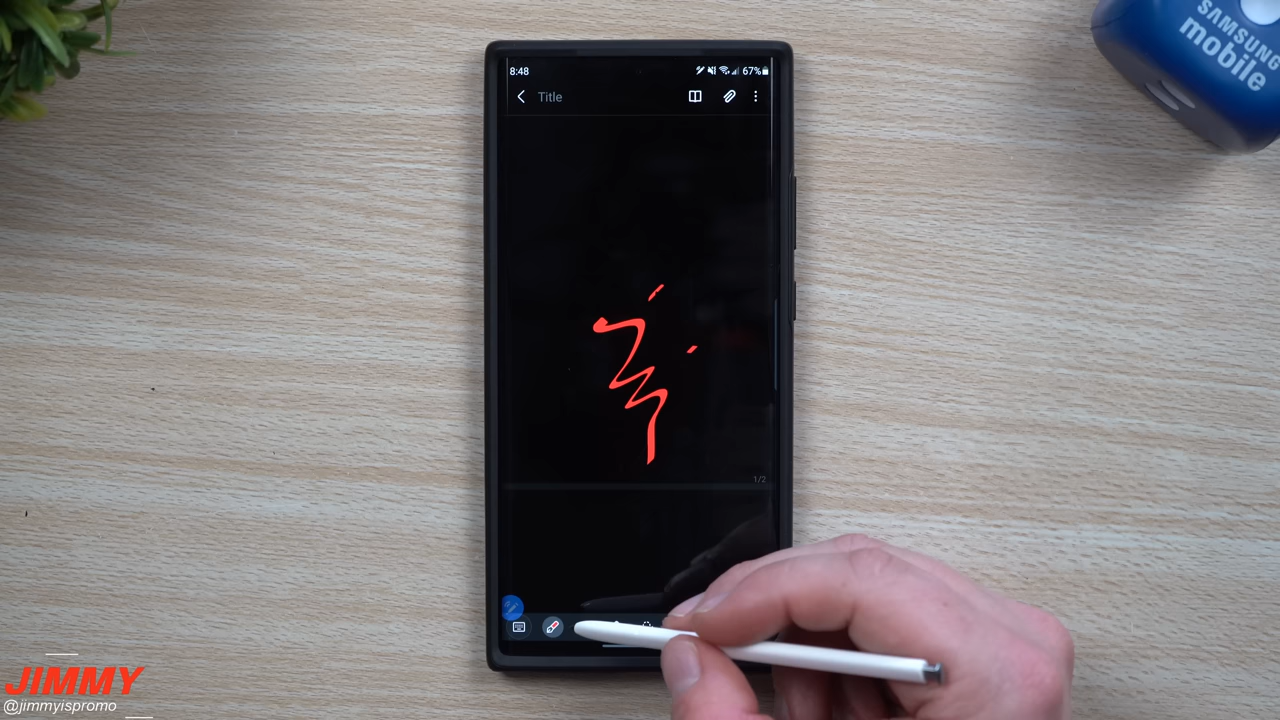 SAMSUNG
mobile
8:48
67%
Title
1/2
JIMMY
@jimmyispromo